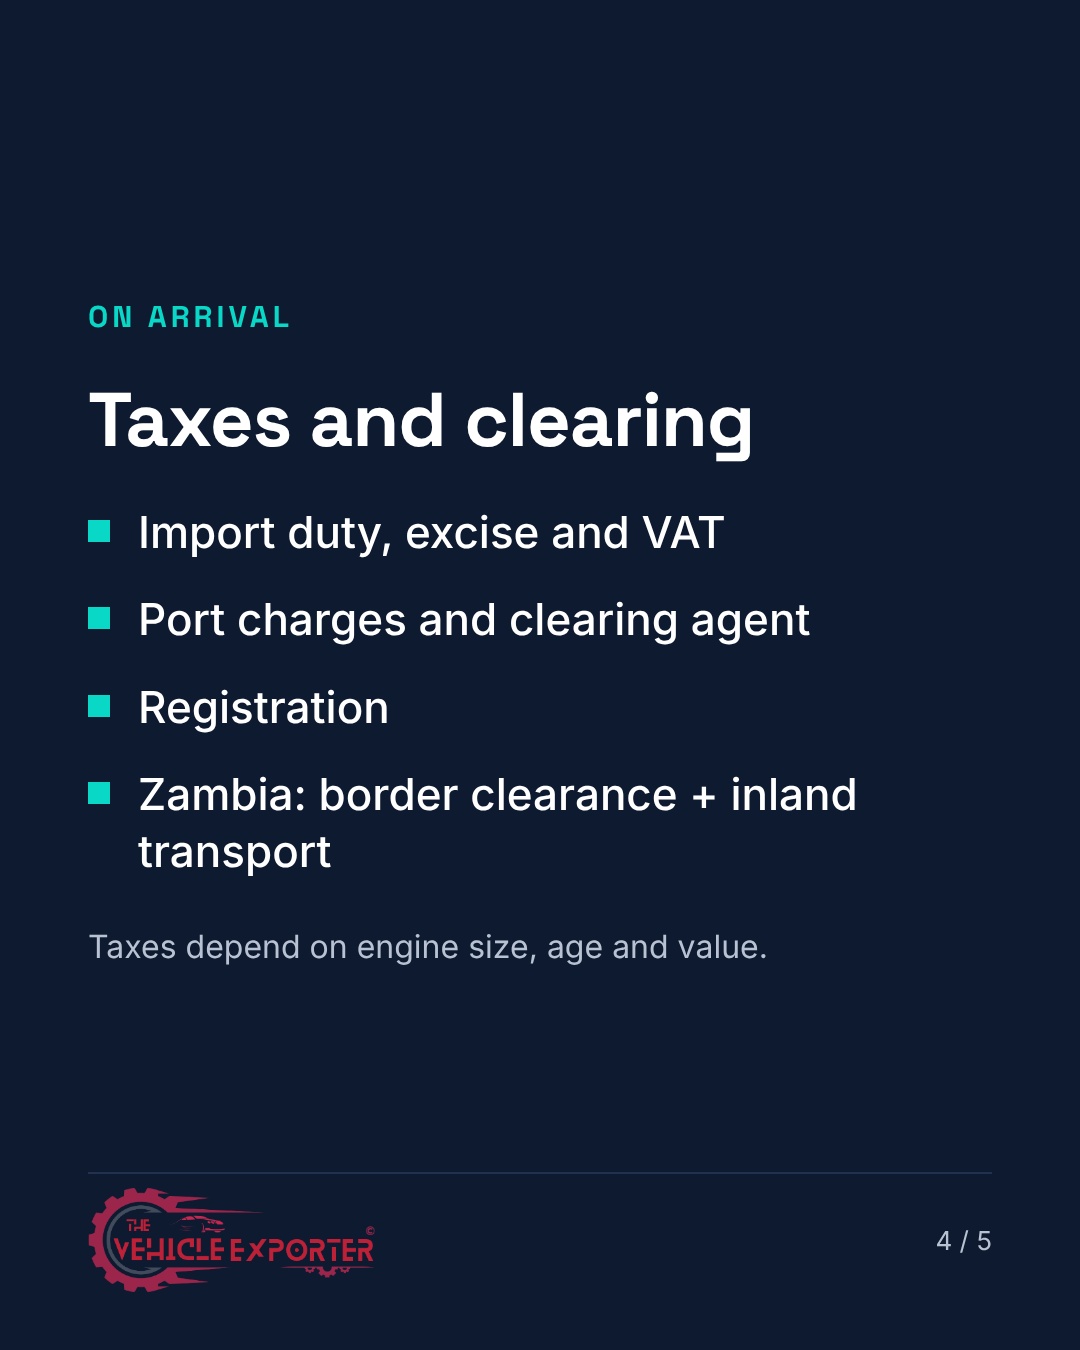 ON ARRIVAL
Taxes and clearing
Import duty, excise and VAT
Port charges and clearing agent
Registration
Zambia: border clearance + inland
transport
Taxes depend on engine size, age and value.
THE
VEHICLE EXPORTER ©
4 / 5